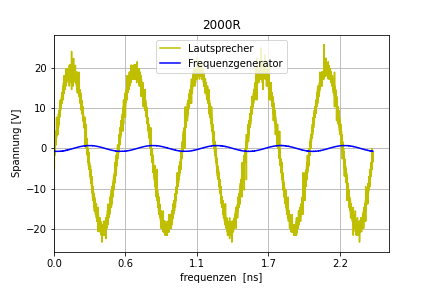 2000R
Lautsprecher
Frequenzgenerator
Spannung [V]
20
10
0
−10
−20
0.0 0.6 1.1 1.7 2.2
frequenzen [ns]